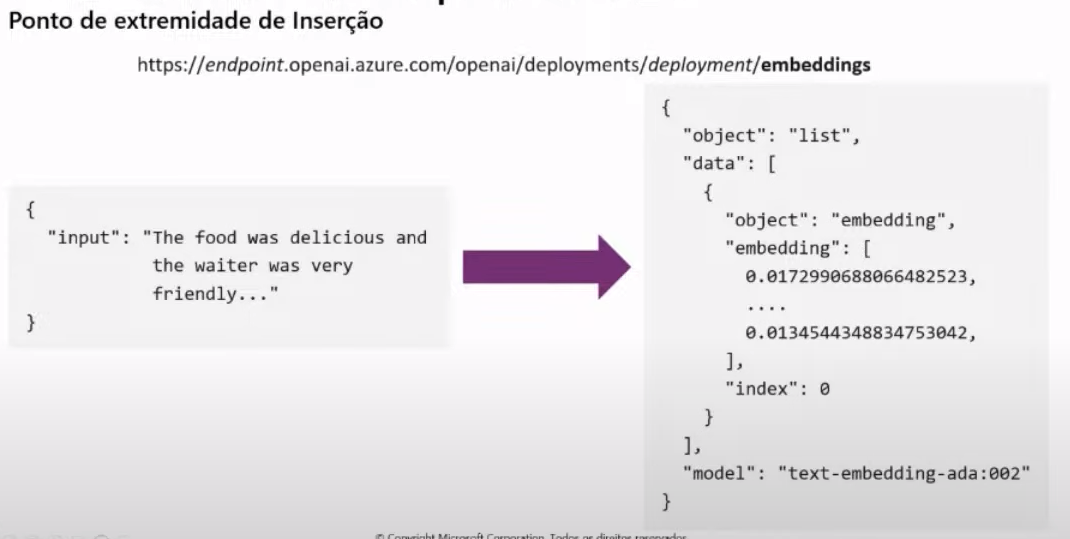 Ponto de extremidade de Inserção
https://endpoint.openai.azure.com/openai/deployments/deployment/embeddings
{
"input": "The food was delicious and
the waiter was very
friendly..."
}
{
"object": "list",
"data": [
{
"object": "embedding",
"embedding": [
0.0172990688066482523,
....
0.0134544348834753042,
],
"index": 0
}
],
"model": "text-embedding-ada:002"
}
© Copyright Microsoft Corporation. Todos os direitos reservados.